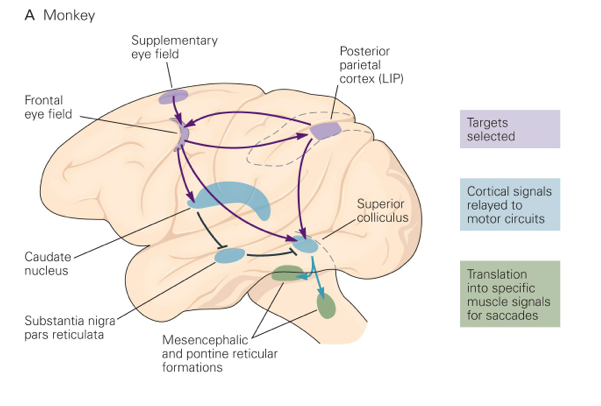 A Monkey
Supplementary
eye field
Posterior
parietal
cortex (LIP)
Frontal
eye field
Targets
selected
Cortical signals
relayed to
motor circuits
Superior
colliculus
Caudate
nucleus
Translation
into specific
muscle signals
for saccades
Substantia nigra
pars reticulata
Mesencephalic
and pontine reticular
formations